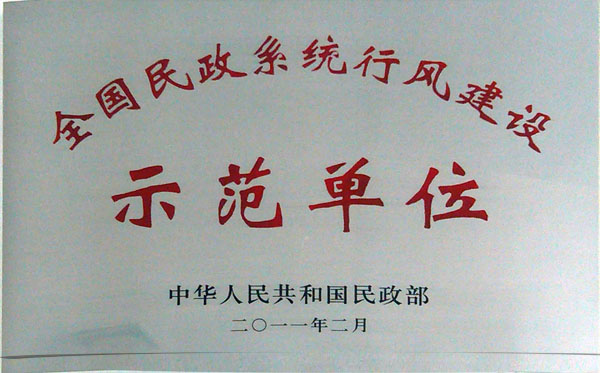 全国民政系统行风建设
示范单位
中华人民共和国民政部
二〇一一年二月